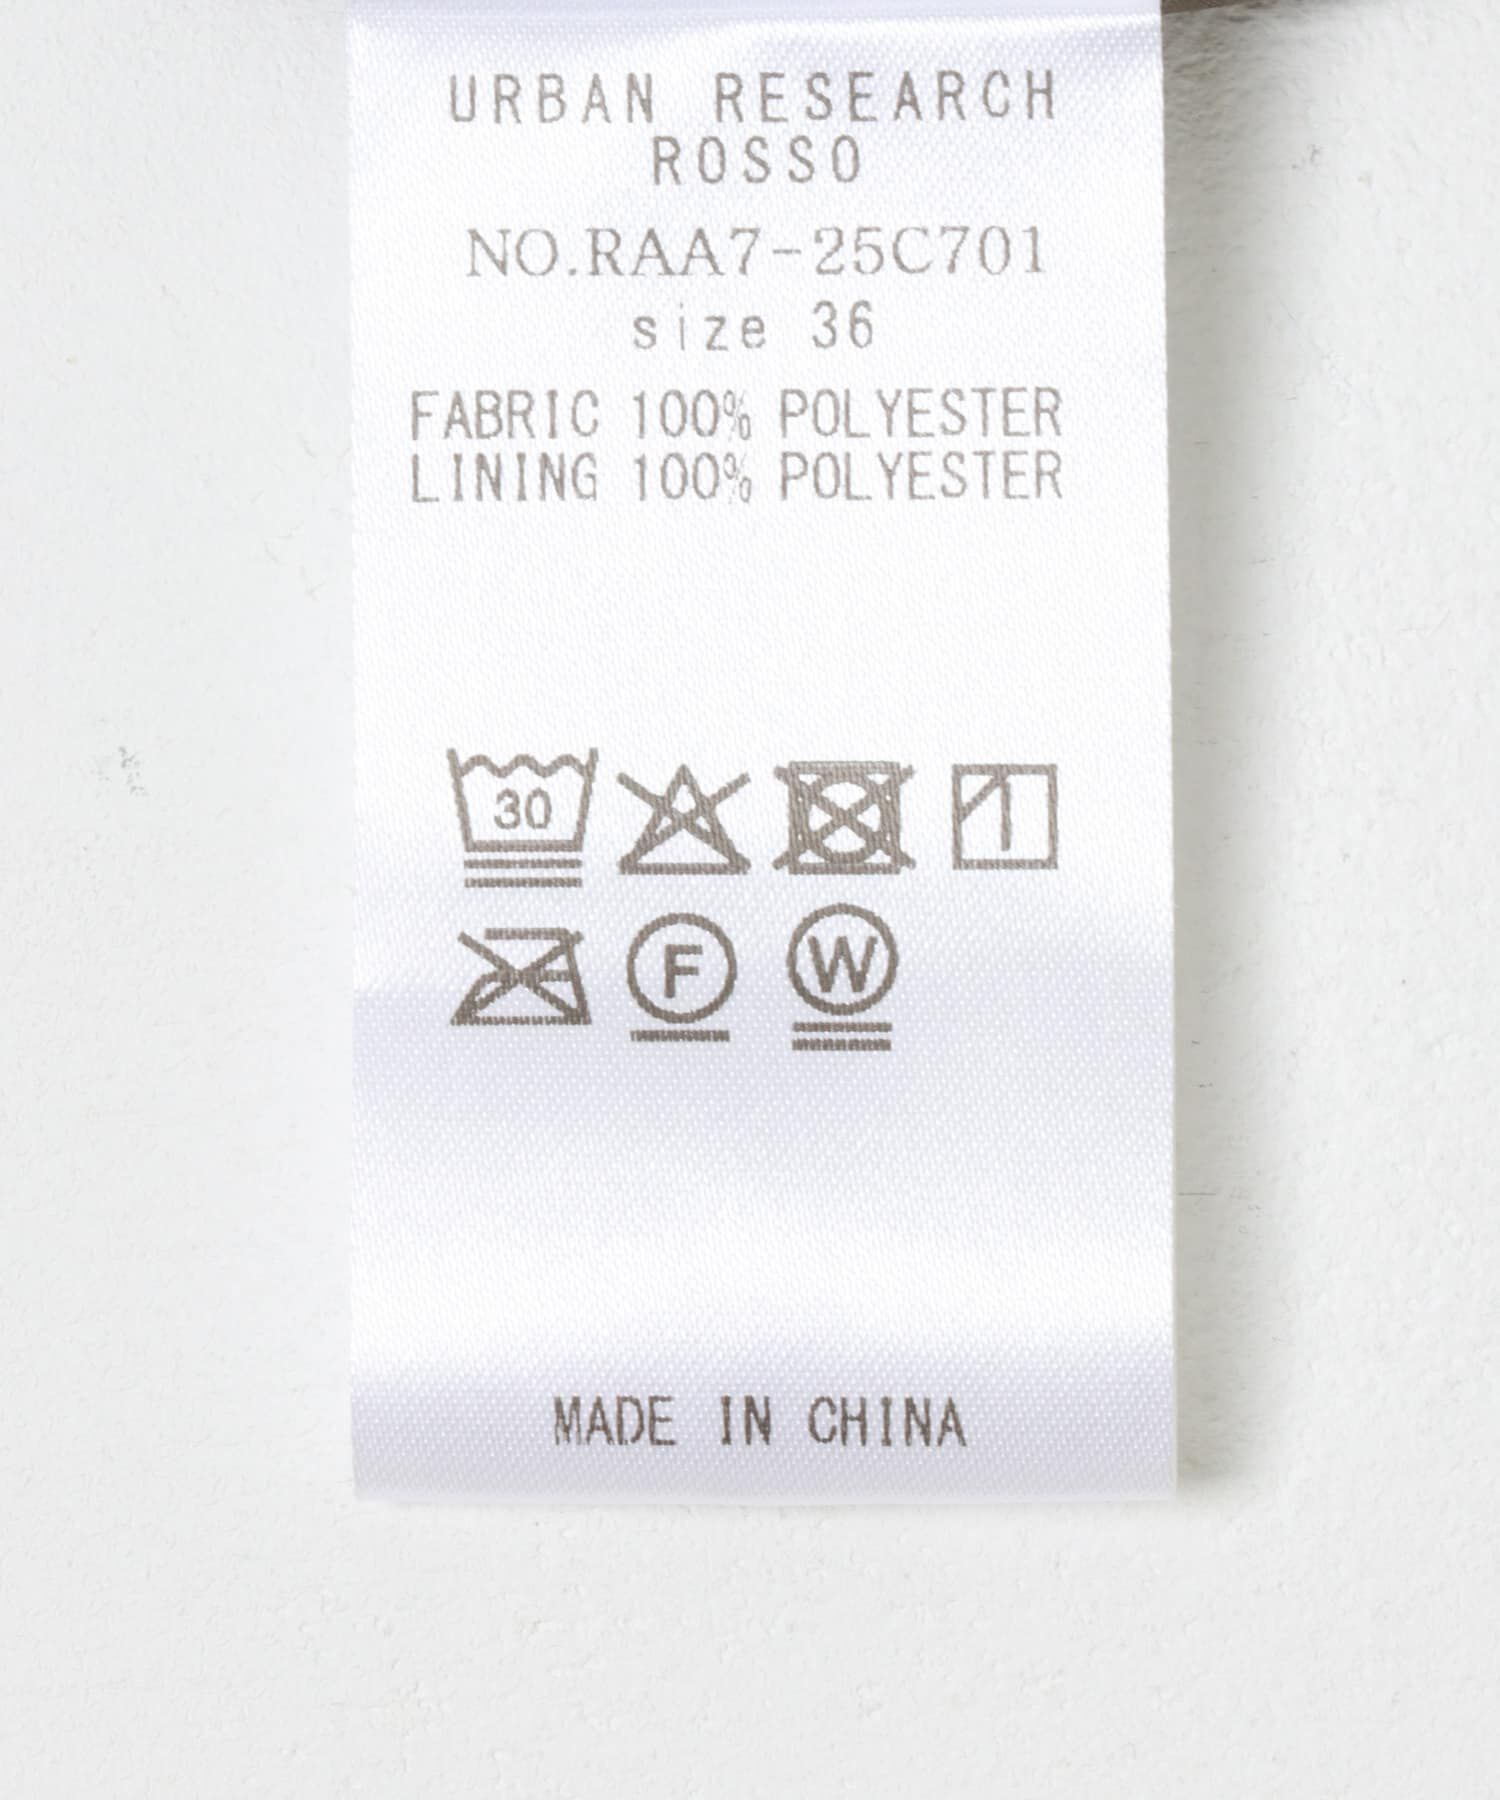 URBAN RESEARCH
ROSSO
NO.RAA7-25C701
size 36
FABRIC 100% POLYESTER
LINING 100% POLYESTER
30
F W
MADE IN CHINA